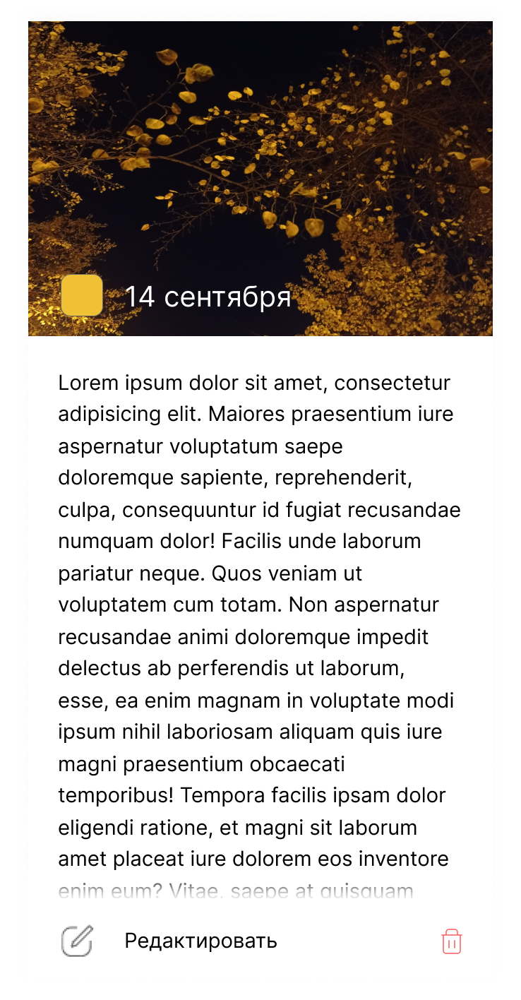 14 сентября
Lorem ipsum dolor sit amet, consectetur
adipisicing elit. Maiores praesentium iure
aspernatur voluptatum saepe
doloremque sapiente, reprehenderit,
culpa, consequuntur id fugiat recusandae
numquam dolor! Facilis unde laborum
pariatur neque. Quos veniam ut
voluptatem cum totam. Non aspernatur
recusandae animi doloremque impedit
delectus ab perferendis ut laborum,
esse, ea enim magnam in voluptate modi
ipsum nihil laboriosam aliquam quis iure
magni praesentium obcaecati
temporibus! Tempora facilis ipsam dolor
eligendi ratione, et magni sit laborum
amet placeat iure dolorem eos inventore
enim eum? Vitae, saepe at quisquam
Редактировать